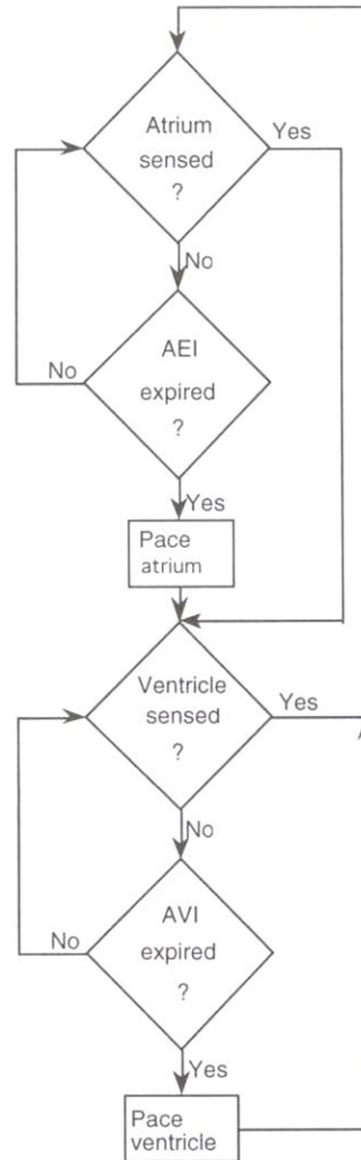 Atrium
sensed
?
Yes
No
AEI
expired
?
No
Yes
Pace
atrium
Ventricle
sensed
?
Yes
No
AVI
expired
?
No
Yes
Pace
ventricle